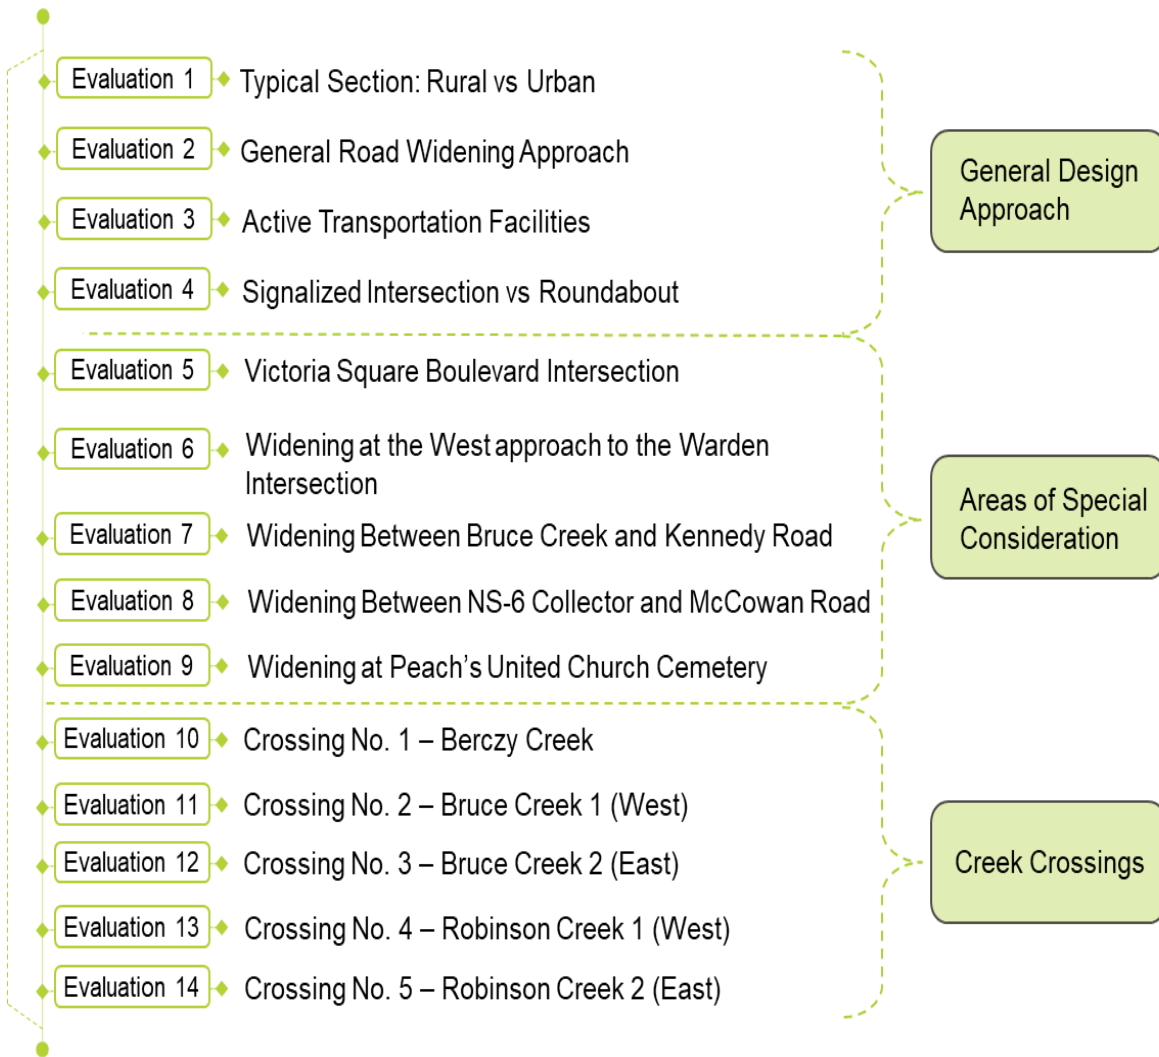 Evaluation 1 Typical Section: Rural vs Urban
Evaluation 2 General Road Widening Approach
Evaluation 3 Active Transportation Facilities
Evaluation 4 Signalized Intersection vs Roundabout
General Design
Approach
Evaluation 5 Victoria Square Boulevard Intersection
Evaluation 6 Widening at the West approach to the Warden
Intersection
Evaluation 7 Widening Between Bruce Creek and Kennedy Road
Evaluation 8 Widening Between NS-6 Collector and McCowan Road
Evaluation 9 Widening at Peach’s United Church Cemetery
Areas of Special
Consideration
Evaluation 10 Crossing No. 1 – Berczy Creek
Evaluation 11 Crossing No. 2 – Bruce Creek 1 (West)
Evaluation 12 Crossing No. 3 – Bruce Creek 2 (East)
Evaluation 13 Crossing No. 4 – Robinson Creek 1 (West)
Evaluation 14 Crossing No. 5 – Robinson Creek 2 (East)
Creek Crossings